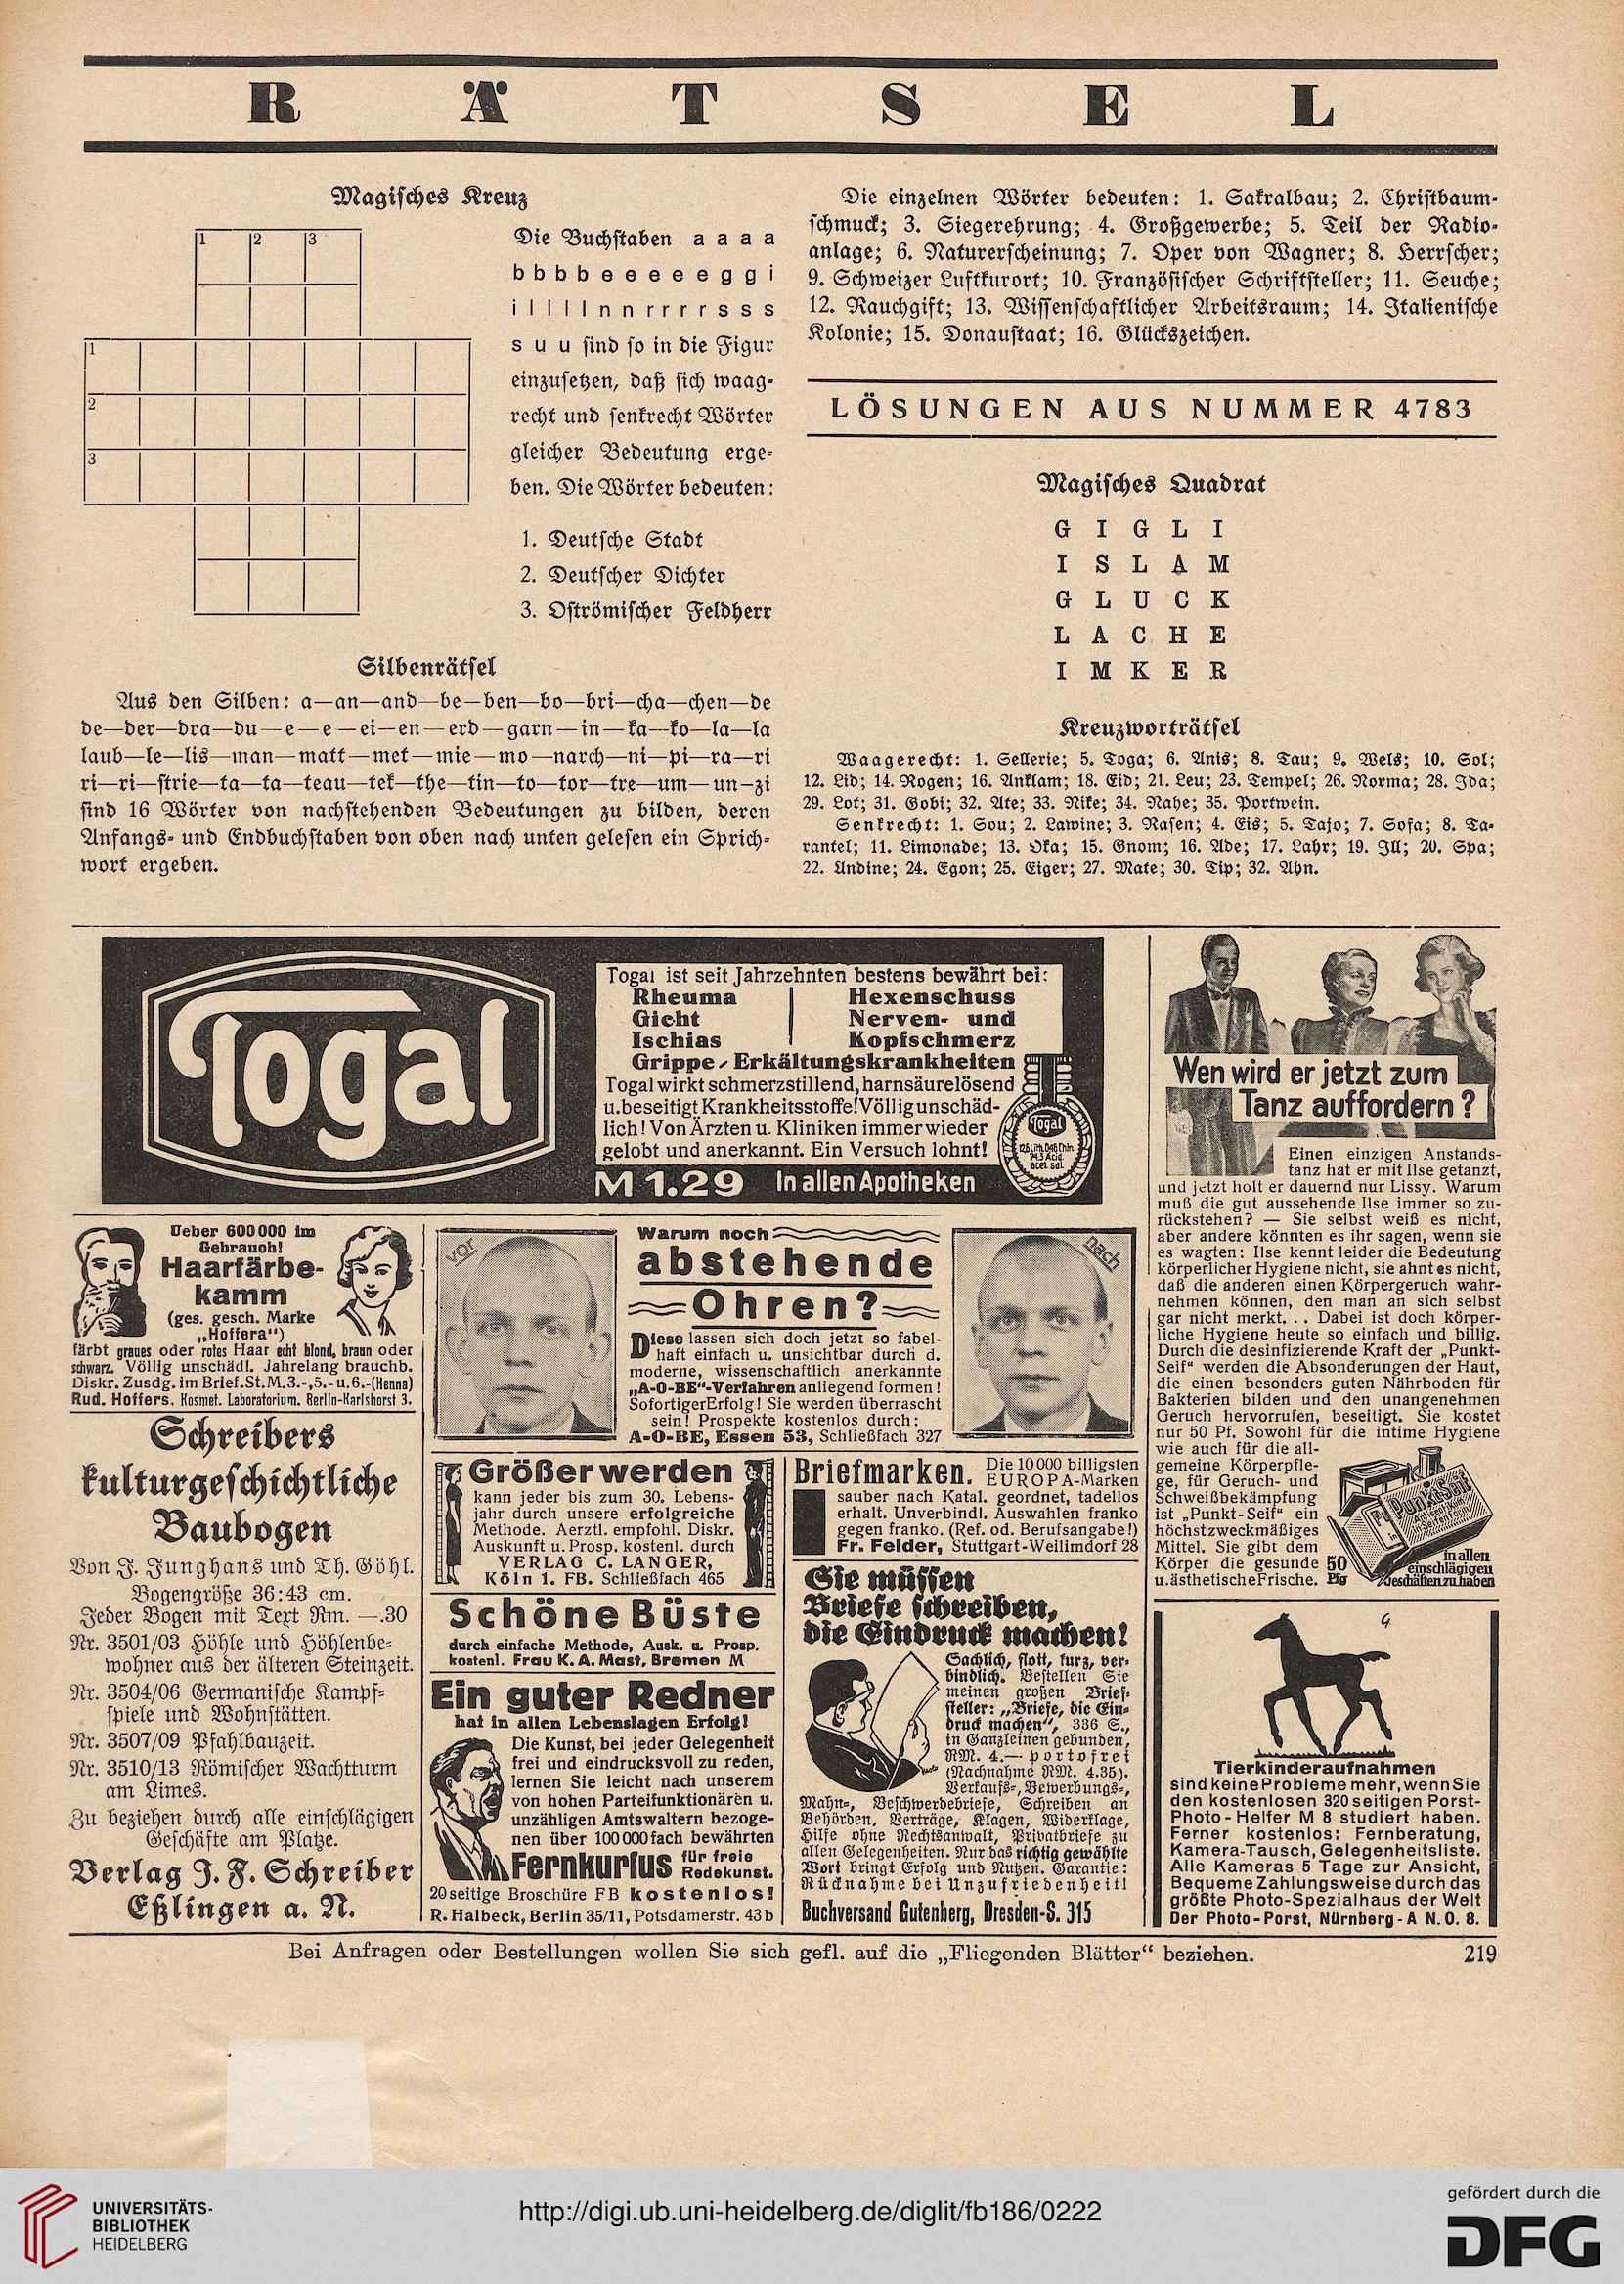 RÄTSEL
Magisches Kreuz
1 2 3
1
2
3
Die Buchstaben a a a a
b b b b e e e e e g g i
i l l l l n n r r r r s s s
s u u sind so in die Figur
einzusetzen, daß sich waag-
recht und senkrecht Wörter
gleicher Bedeutung erge-
ben. Die Wörter bedeuten:
1. Deutsche Stadt
2. Deutscher Dichter
3. Oströmischer Feldherr
Silbenrätsel
Aus den Silben: a—an—and—be—ben—bo—bri—cha—chen—de
de—der—dra—du—e—e—ei—en—erd—garn—in—ka—ko—la—la
laub—le—lis—man—matt—met—mie—mo—narch—ni—pi—ra—ri
ri—ri—strie—ta—ta—teau—tek—the—tin—to—tor—tre—um—un—zi
sind 16 Wörter von nachstehenden Bedeutungen zu bilden, deren
Anfangs- und Endbuchstaben von oben nach unten gelesen ein Sprich-
wort ergeben.
Die einzelnen Wörter bedeuten: 1. Sakralbau; 2. Christbaum-
schmuck; 3. Siegerehrung; 4. Großgewerbe; 5. Teil der Radio-
anlage; 6. Naturerscheinung; 7. Oper von Wagner; 8. Herrscher;
9. Schweizer Luftkurort; 10. Französischer Schriftsteller; 11. Seuche;
12. Rauchgift; 13. Wissenschaftlicher Arbeitsraum; 14. Italienische
Kolonie; 15. Donaustaat; 16. Glückszeichen.
LÖSUNGEN AUS NUMMER 4783
Magisches Quadrat
G I G L I
I S L A M
G L U C K
L A C H E
I M K E R
Kreuzworträtsel
Waagerecht: 1. Sellerie; 5. Toga; 6. Anis; 8. Tau; 9. Wels; 10. Sol;
12. Lid; 14. Rogen; 16. Anklam; 18. Eid; 21. Leu; 23. Tempel; 26. Norma; 28. Ida;
29. Lot; 31. Gobi; 32. Ate; 33. Nike; 34. Nahe; 35. Portwein.
Senkrecht: 1. Sou; 2. Lawine; 3. Rasen; 4. Eis; 5. Tajo; 7. Sofa; 8. Ta-
rantel; 11. Limonade; 13. Oka; 15. Gnom; 16. Ade; 17. Lahr; 19. Ill; 20. Spa;
22. Undine; 24. Egon; 25. Eiger; 27. Mate; 30. Tip; 32. Ahn.
Togal
Togal ist seit Jahrzehnten bestens bewährt bei:
Rheuma Hexenschuss
Gicht Nerven- und
Ischias Kopfschmerz
Grippe, Erkältungskrankheiten
Togal wirkt schmerzstillend, harnsäurelösend
u. beseitigt Krankheitsstoffe! Völlig unschäd-
lich! Von Ärzten u. Kliniken immer wieder
gelobt und anerkannt. Ein Versuch lohnt!
M 1.29 In allen Apotheken
Togal
Wen wird er jetzt zum
Tanz auffordern?
Einen einzigen Anstands-
tanz hat er mit Ilse getanzt,
und jetzt holt er dauernd nur Lissy. Warum
muß die gut aussehende Ilse immer so zu-
rückstehen? — Sie selbst weiß es nicht,
aber andere könnten es ihr sagen, wenn sie
es wagten: Ilse kennt leider die Bedeutung
körperlicher Hygiene nicht, sie ahnt es nicht,
daß die anderen einen Körpergeruch wahr-
nehmen können, den man an sich selbst
gar nicht merkt... Dabei ist doch körper-
liche Hygiene heute so einfach und billig.
Durch die desinfizierende Kraft der „Punkt-
Seif“ werden die Absonderungen der Haut,
die einen besonders guten Nährboden für
Bakterien bilden und den unangenehmen
Geruch hervorrufen, beseitigt. Sie kostet
nur 50 Pf. Sowohl für die intime Hygiene
wie auch für die all-
gemeine Körperpfle-
ge, für Geruch- und
Schweißbekämpfung
ist „Punkt-Seif“ ein
höchstzweckmäßiges
Mittel. Sie gibt dem
Körper die gesunde
u. ästhetische Frische.
Punkt-Seif
50 Pfg
in allen
einschlägigen
Geschäften zu haben
Ueber 600000 im
Gebrauch!
Haarfärbe-
kamm
(ges. gesch. Marke
„Hoffera“)
färbt graues oder rotes Haar echt blond, braun oder
schwarz. Völlig unschädl. Jahrelang brauchb.
Diskr. Zusdg. im Brief. St. M. 3.-, 5.- u. 6.- (Henna)
Rud. Hoffers. Kosmet. Laboratorium. Berlin-Karlshorst 3.
Schreibers
kulturgeschichtliche
Baubogen
Von J. Junghans und Th. Göhl.
Bogengröße 36:43 cm.
Jeder Bogen mit Text Rm. —.30
Nr. 3501/03 Höhle und Höhlenbe-
wohner aus der älteren Steinzeit.
Nr. 3504/06 Germanische Kampf-
spiele und Wohnstätten.
Nr. 3507/09 Pfahlbauzeit.
Nr. 3510/13 Römischer Wachtturm
am Limes.
Zu beziehen durch alle einschlägigen
Geschäfte am Platze.
Verlag J. F. Schreiber
Eßlingen a. N.
vor
Warum noch
abstehende
Ohren?
Diese lassen sich doch jetzt so fabel-
haft einfach u. unsichtbar durch d.
moderne, wissenschaftlich anerkannte
„A-O-BE“-Verfahren anliegend formen!
Sofortiger Erfolg! Sie werden überrascht
sein! Prospekte kostenlos durch:
A-O-BE, Essen 53, Schließfach 327
nach
Größer werden
kann jeder bis zum 30. Lebens-
jahr durch unsere erfolgreiche
Methode. Aerztl. empfohl. Diskr.
Auskunft u. Prosp. kostenl. durch
VERLAG C. LANGER,
Köln 1. FB. Schließfach 465
Schöne Büste
durch einfache Methode, Ausk. u. Prosp.
kostenl. Frau K. A. Mast, Bremen M
Ein guter Redner
hat in allen Lebenslagen Erfolg!
Die Kunst, bei jeder Gelegenheit
frei und eindrucksvoll zu reden,
lernen Sie leicht nach unserem
von hohen Parteifunktionären u.
unzähligen Amtswaltern bezoge-
nen über 100000fach bewährten
Fernkursus für freie
Redekunst.
20seitige Broschüre FB kostenlos!
R. Halbeck, Berlin 35/11, Potsdamerstr. 43b
Briefmarken. Die 10000 billigsten
EUROPA-Marken
sauber nach Katal. geordnet, tadellos
erhalt. Unverbindl. Auswahlen franko
gegen franko. (Ref. od. Berufsangabe!)
Fr. Felder, Stuttgart-Weilimdorf 28
Sie müssen
Briefe schreiben,
die Eindruck machen!
Sachlich, flott, kurz, ver-
bindlich. Bestellen Sie
meinen großen Brief-
steller: „Briefe, die Ein-
druck machen“, 336 S.,
in Ganzleinen gebunden,
RM. 4.— portofrei
(Nachnahme RM. 4.35).
Verkaufs-, Bewerbungs-,
Mahn-, Beschwerdebriefe, Schreiben an
Behörden, Verträge, Klagen, Widerklage,
Hilfe ohne Rechtsanwalt, Privatbriefe zu
allen Gelegenheiten. Nur das richtig gewählte
Wort bringt Erfolg und Nutzen. Garantie:
Rücknahme bei Unzufriedenheit!
Buchversand Gutenberg, Dresden-S. 315
Tierkinderaufnahmen
sind keine Probleme mehr, wenn Sie
den kostenlosen 320 seitigen Porst-
Photo-Helfer M 8 studiert haben.
Ferner kostenlos: Fernberatung,
Kamera-Tausch, Gelegenheitsliste.
Alle Kameras 5 Tage zur Ansicht,
Bequeme Zahlungsweise durch das
größte Photo-Spezialhaus der Welt
Der Photo-Porst, Nürnberg-A N.O. 8.
Bei Anfragen oder Bestellungen wollen Sie sich gefl. auf die „Fliegenden Blätter“ beziehen.
219
UNIVERSITÄTS-
BIBLIOTHEK
HEIDELBERG
http://digi.ub.uni-heidelberg.de/diglit/fb186/0222
gefördert durch die
DFG